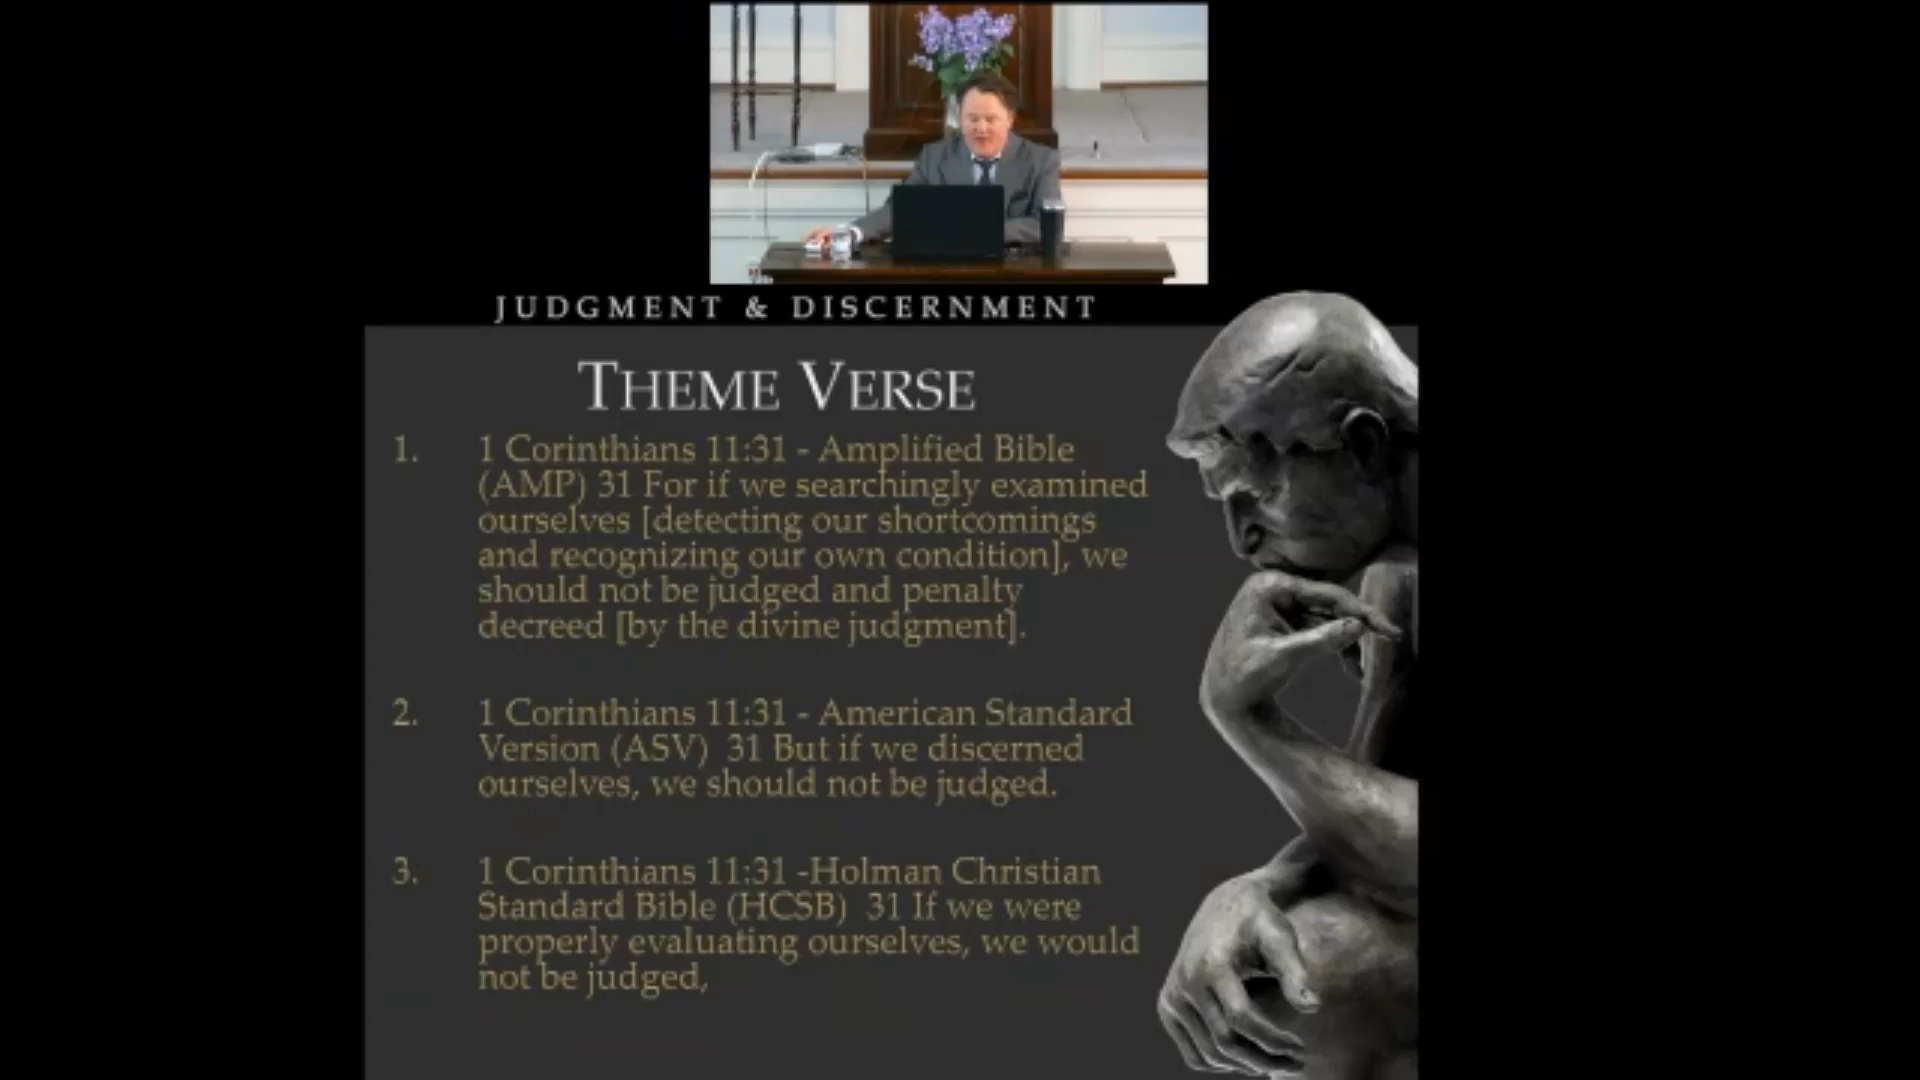 JUDGMENT & DISCERNMENT
THEME VERSE
1. 1 Corinthians 11:31 - Amplified Bible
(AMP) 31 For if we searchingly examined
ourselves [detecting our shortcomings
and recognizing our own condition], we
should not be judged and penalty
decreed [by the divine judgment].
2. 1 Corinthians 11:31 - American Standard
Version (ASV)  31 But if we discerned
ourselves, we should not be judged.
3. 1 Corinthians 11:31 -Holman Christian
Standard Bible (HCSB)  31 If we were
properly evaluating ourselves, we would
not be judged,